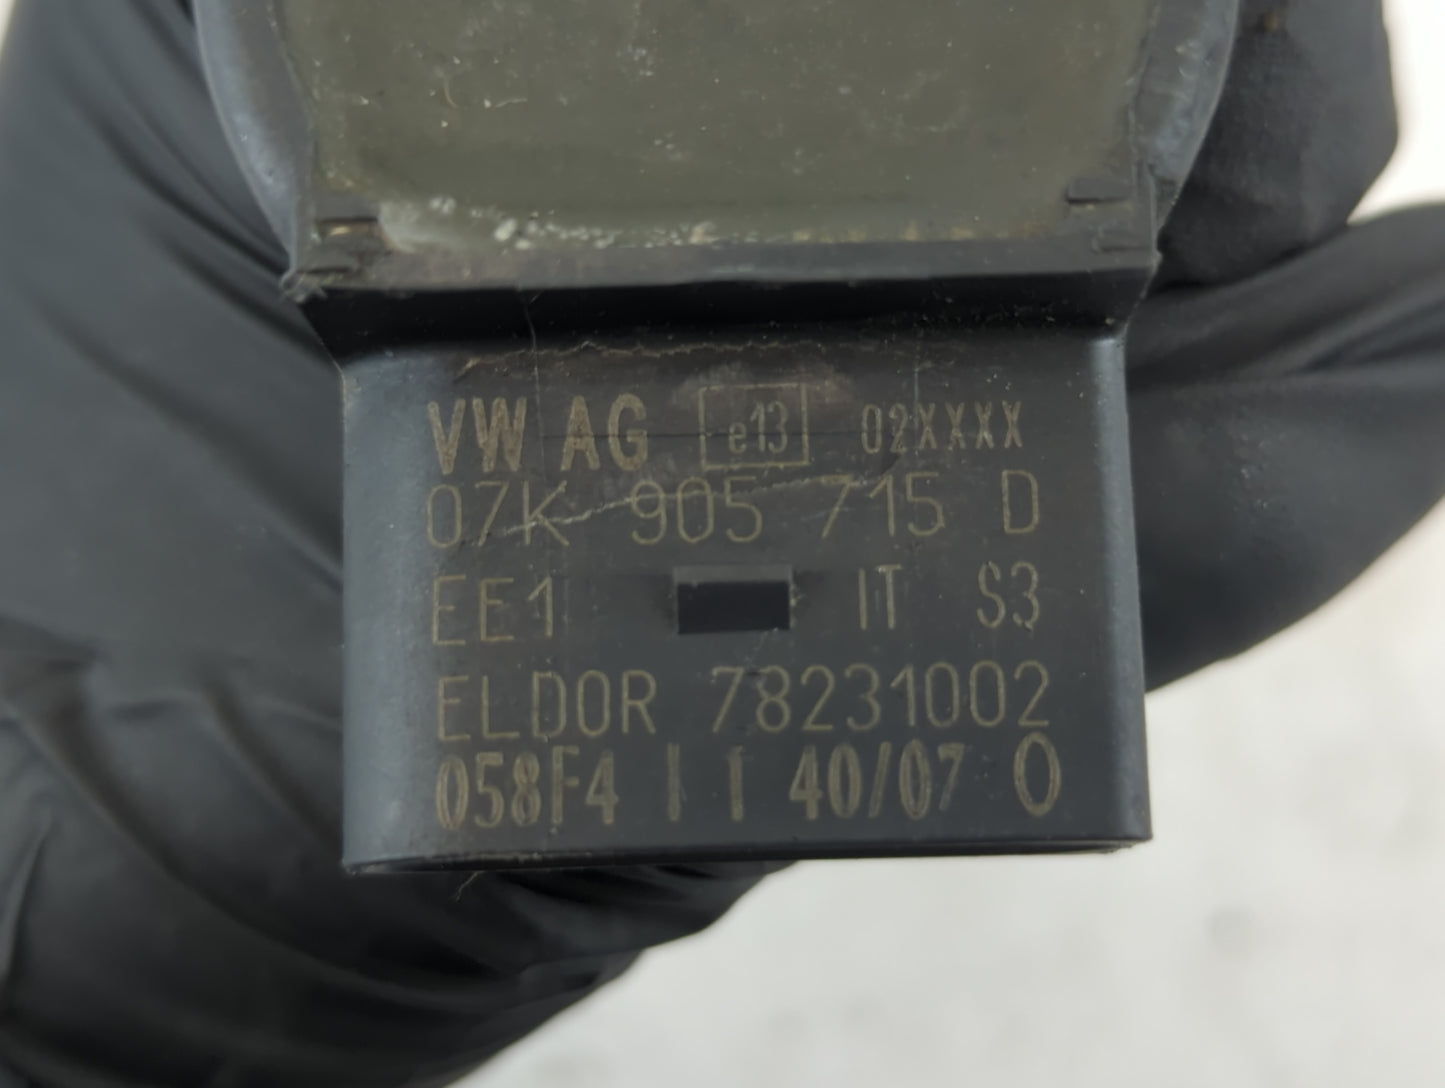 VW AG e13 02XXXX
07K 905 715 D
EE1 IT S3
ELDOR 78231002
058F4 I I 40/07 O